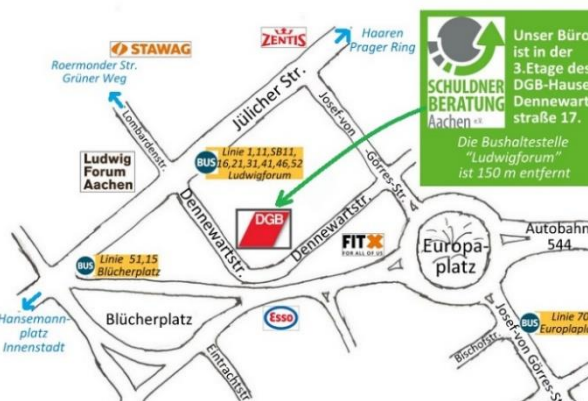 STAWAG
Roermonder Str.
Grüner Weg
ZENTIS
Haaren
Prager Ring
SCHULDNER
BERATUNG
Aachen e.V.
Unser Büro
ist in der
3.Etage des
DGB-Hause
Dennewart
straße 17.
Die Bushaltestelle
"Ludwigforum"
ist 150 m entfernt
Jülicher Str.
Josef-von
-Görres-Str.
Lombardenstr.
Ludwig
Forum
Aachen
BUS
Linie 1,11,SB11,
16,21,31,41,46,52
Ludwigforum
Dennewartstr.
DGB
Dennewartstr.
FITX
FOR ALL OF US
Europa-
platz
Autobahn
544
BUS
Linie 51,15
Blücherplatz
Hansemann-
platz
Innenstadt
Blücherplatz
Esso
Eintrachtstr.
Bischofstr.
Josef-von Görres-St
BUS
Linie 70
Europlapl